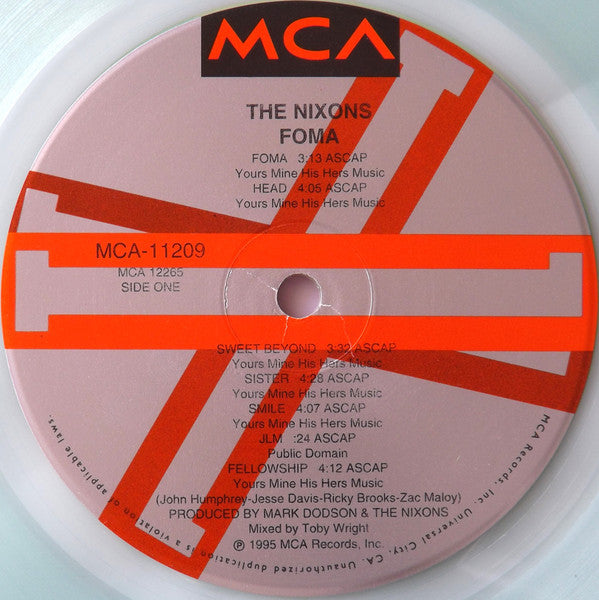 MCA
THE NIXONS
FOMA
FOMA 3:13 ASCAP
Yours Mine His Hers Music
HEAD 4:05 ASCAP
Yours Mine His Hers Music
MCA-11209
MCA 12265
SIDE ONE
SWEET BEYOND 3:32 ASCAP
Yours Mine His Hers Music
SISTER 4:28 ASCAP
Yours Mine His Hers Music
SMILE 4:07 ASCAP
Yours Mine His Hers Music
JLM :24 ASCAP
Public Domain
FELLOWSHIP 4:12 ASCAP
Yours Mine His Hers Music
(John Humphrey-Jesse Davis-Ricky Brooks-Zac Maloy)
PRODUCED BY MARK DODSON & THE NIXONS
Mixed by Toby Wright
℗ 1995 MCA Records, Inc.
MCA Records, Inc. Universal City, CA. Unauthorized duplication is a violation of applicable laws.